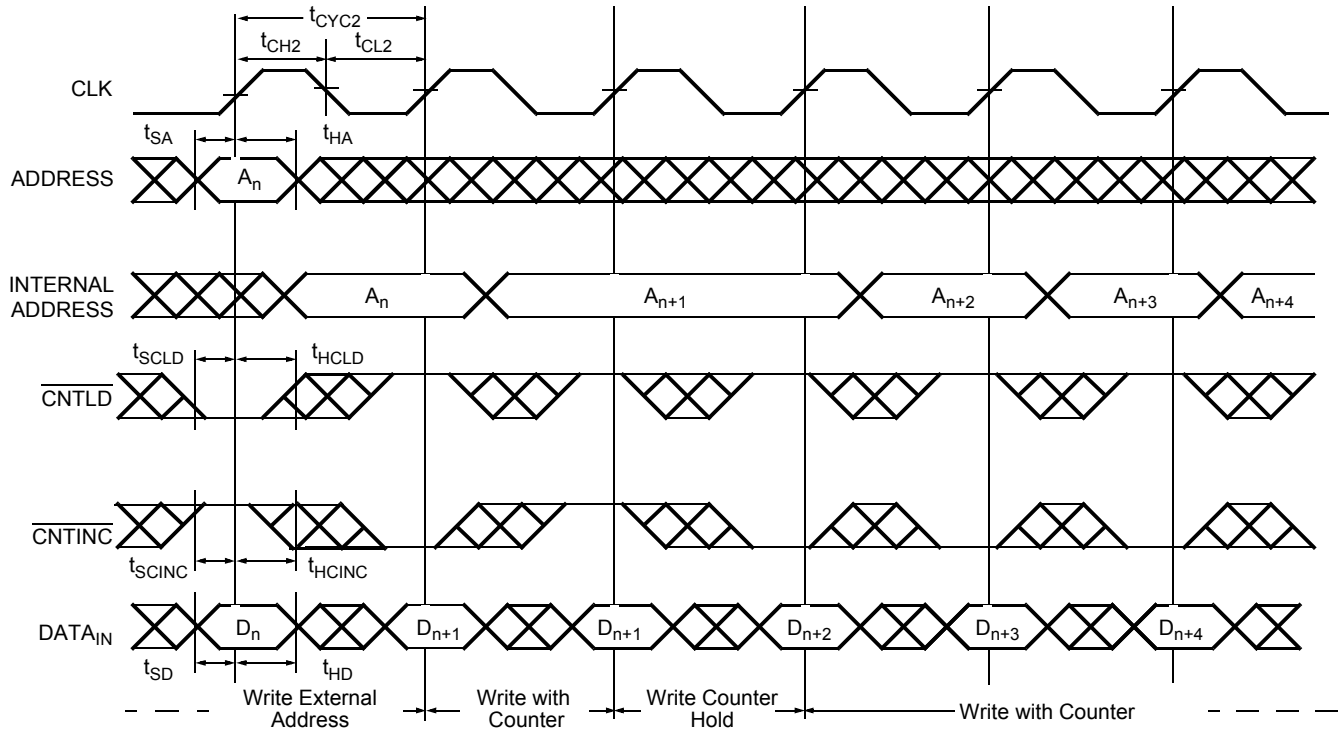 tCYC2
tCH2 tCL2
CLK
tSA tHA
ADDRESS An
INTERNAL
ADDRESS
An An+1 An+2 An+3 An+4
tSCLD tHCLD
CNTLD
CNTINC
tSCINC tHCINC
DATAIN Dn Dn+1 Dn+1 Dn+2 Dn+3 Dn+4
tSD tHD
Write External
Address
Write with
Counter
Write Counter
Hold
Write with Counter